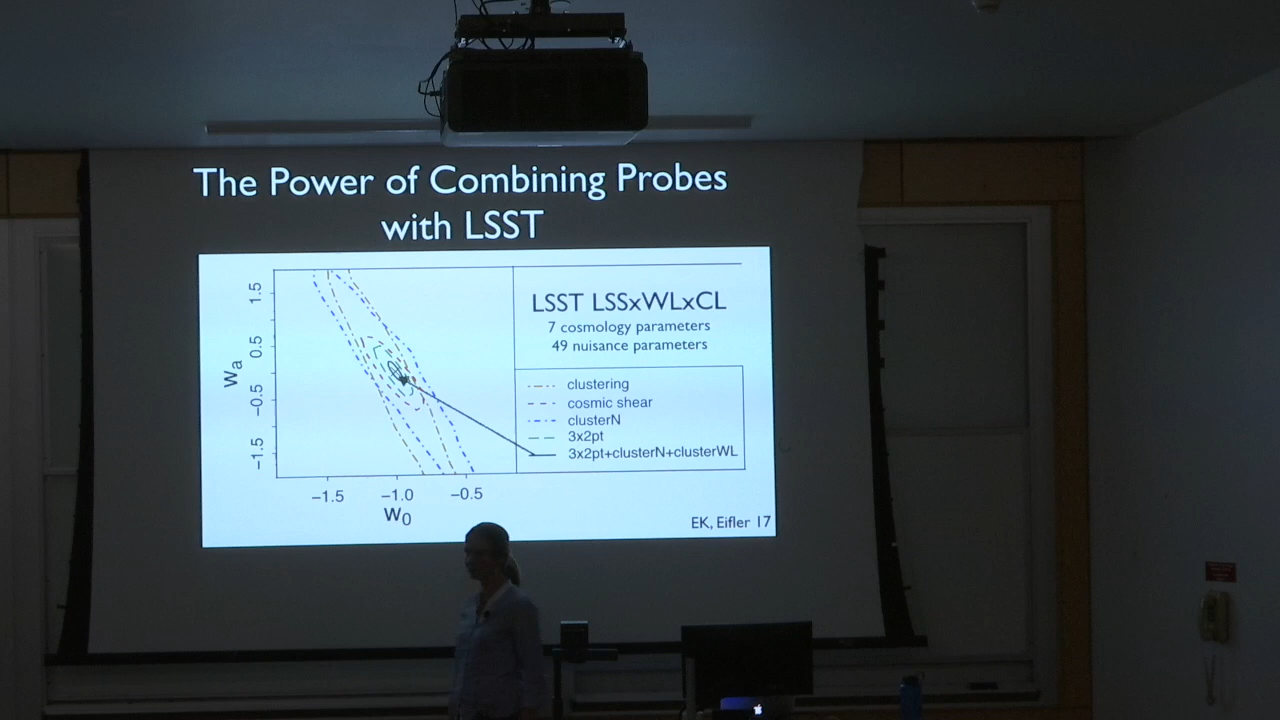 The Power of Combining Probes
with LSST
LSST LSSxWLxCL
7 cosmology parameters
49 nuisance parameters
clustering
cosmic shear
clusterN
3x2pt
3x2pt+clusterN+clusterWL
wa
1.5
0.5
−0.5
−1.5
−1.5
−1.0
−0.5
w0
EK, Eifler 17